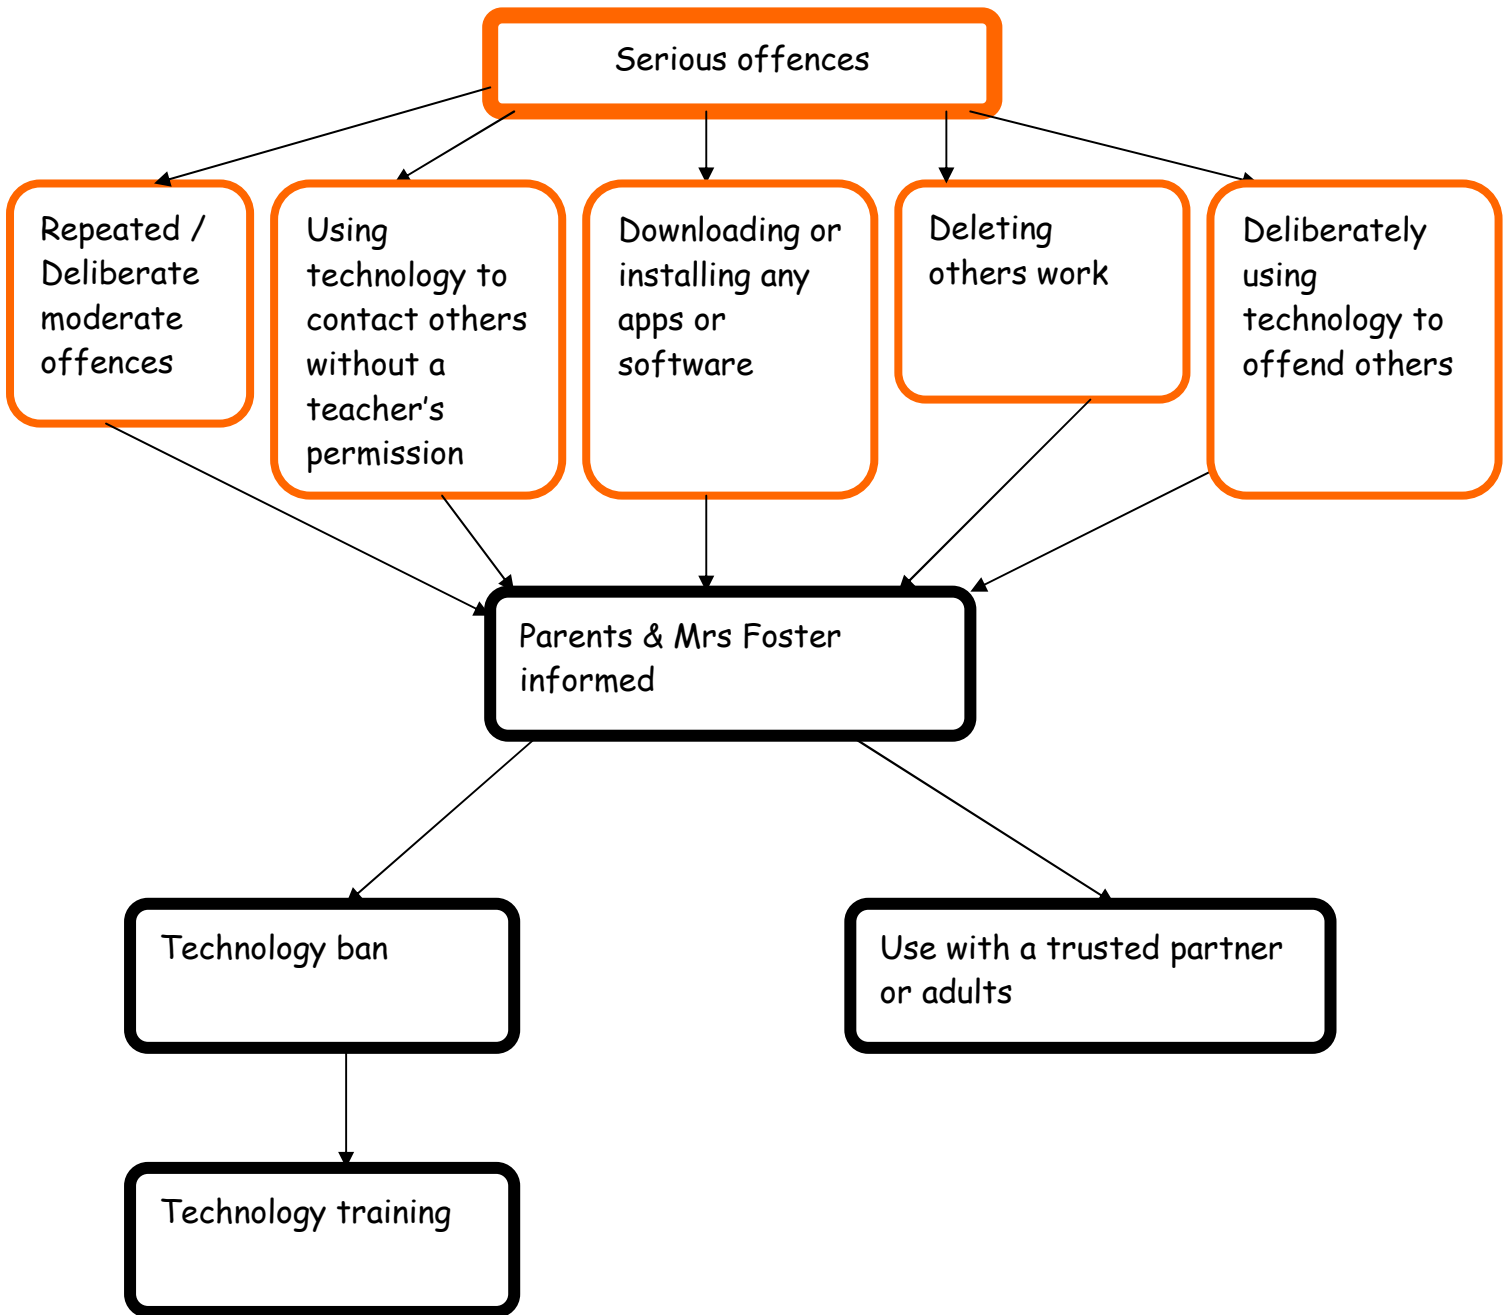 Serious offences
Repeated /
Deliberate
moderate
offences
Using
technology to
contact others
without a
teacher’s
permission
Downloading or
installing any
apps or
software
Deleting
others work
Deliberately
using
technology to
offend others
Parents & Mrs Foster
informed
Technology ban
Use with a trusted partner
or adults
Technology training